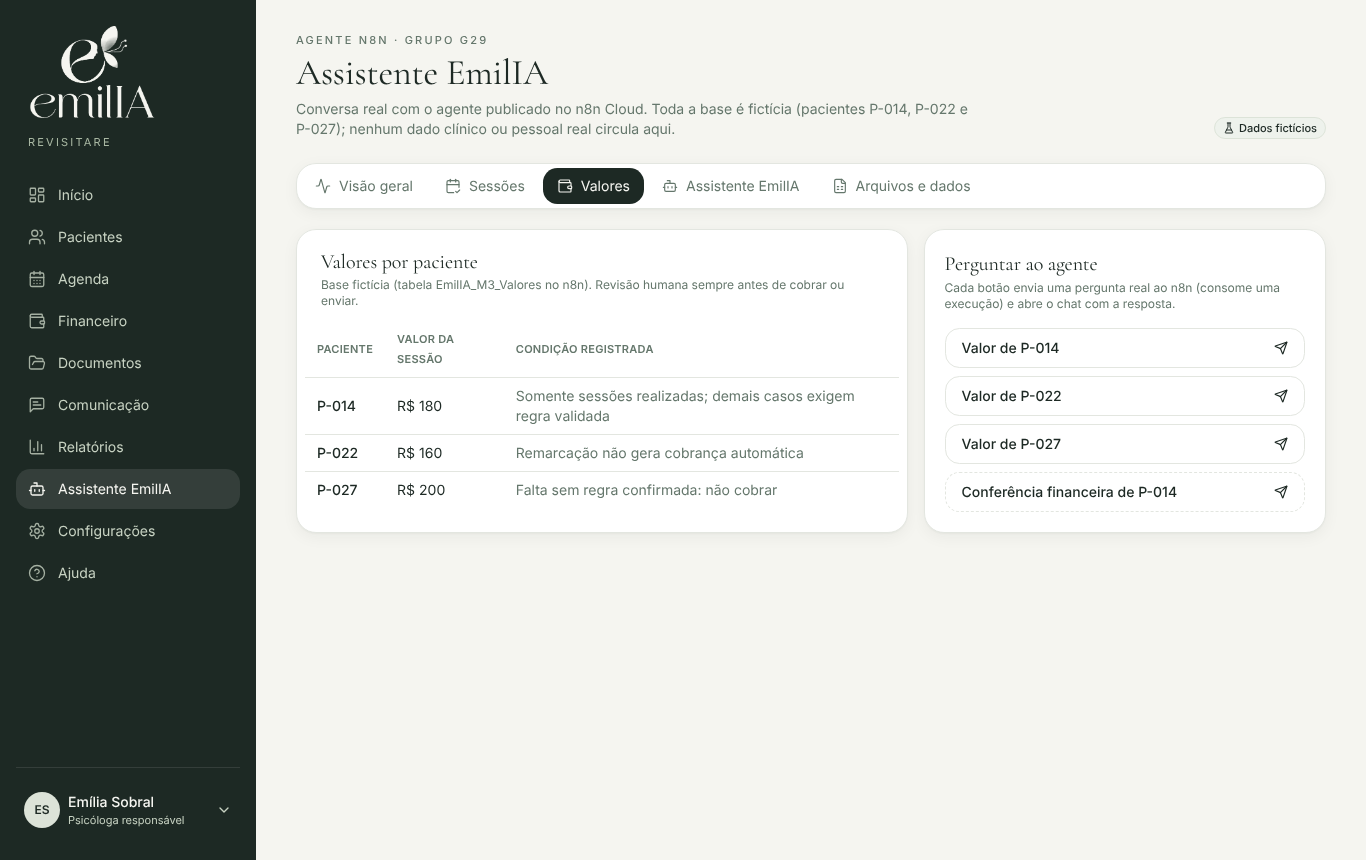 e
emilIA
REVISITARE
Início
Pacientes
Agenda
Financeiro
Documentos
Comunicação
Relatórios
Assistente EmilIA
Configurações
Ajuda
ES
Emília Sobral
Psicóloga responsável
AGENTE N8N · GRUPO G29
Assistente EmilIA
Conversa real com o agente publicado no n8n Cloud. Toda a base é fictícia (pacientes P-014, P-022 e
P-027); nenhum dado clínico ou pessoal real circula aqui.
Dados fictícios
Visão geral
Sessões
Valores
Assistente EmilIA
Arquivos e dados
Valores por paciente
Base fictícia (tabela EmilIA_M3_Valores no n8n). Revisão humana sempre antes de cobrar ou
enviar.
PACIENTE
VALOR DA
SESSÃO
CONDIÇÃO REGISTRADA
P-014
R$ 180
Somente sessões realizadas; demais casos exigem
regra validada
P-022
R$ 160
Remarcação não gera cobrança automática
P-027
R$ 200
Falta sem regra confirmada: não cobrar
Perguntar ao agente
Cada botão envia uma pergunta real ao n8n (consome uma
execução) e abre o chat com a resposta.
Valor de P-014
Valor de P-022
Valor de P-027
Conferência financeira de P-014